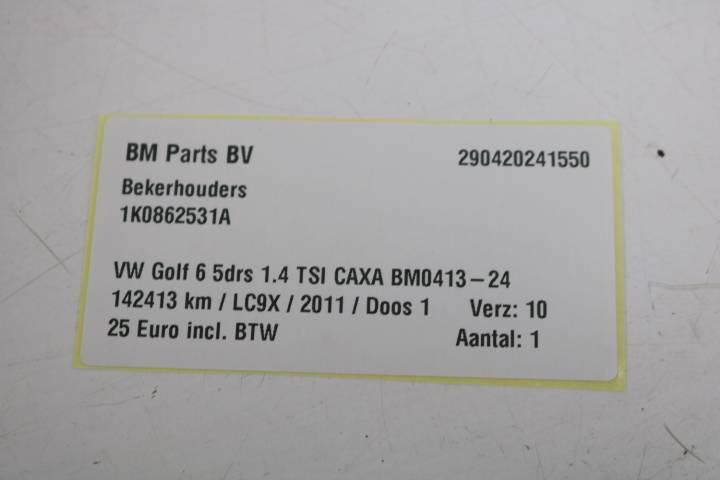 BM Parts BV 290420241550
Bekerhouders
1K0862531A
VW Golf 6 5drs 1.4 TSI CAXA BM0413-24
142413 km / LC9X / 2011 / Doos 1 Verz: 10
25 Euro incl. BTW Aantal: 1